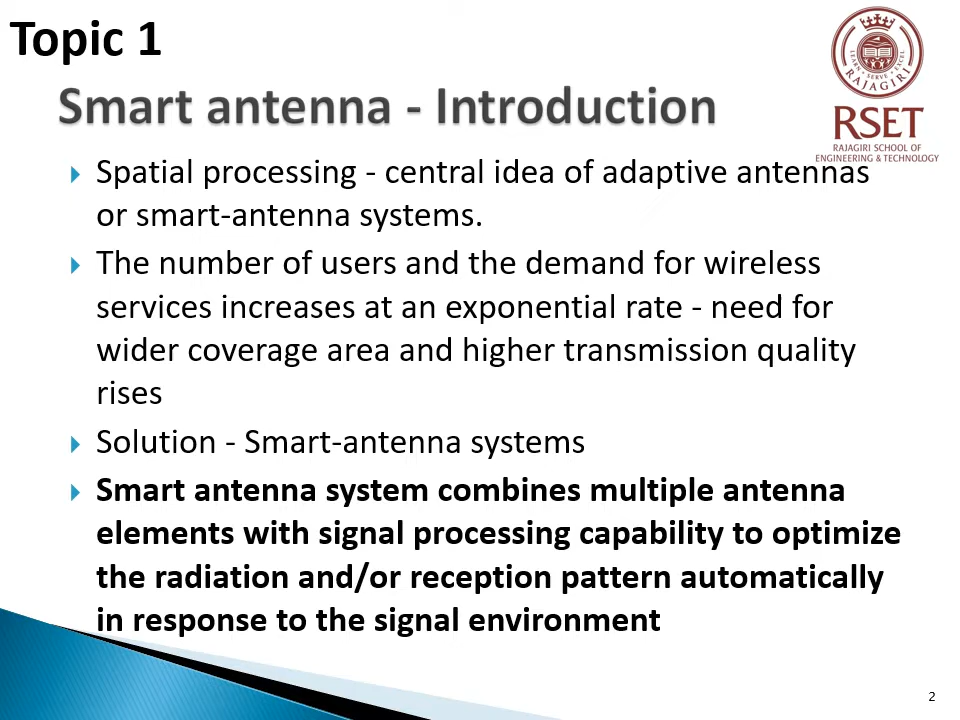 Topic 1
Smart antenna - Introduction
LEARN · SERVE · EXCEL
RAJAGIRI
RSET
RAJAGIRI SCHOOL OF
ENGINEERING & TECHNOLOGY
Spatial processing - central idea of adaptive antennas
or smart-antenna systems.
The number of users and the demand for wireless
services increases at an exponential rate - need for
wider coverage area and higher transmission quality
rises
Solution - Smart-antenna systems
Smart antenna system combines multiple antenna
elements with signal processing capability to optimize
the radiation and/or reception pattern automatically
in response to the signal environment
2